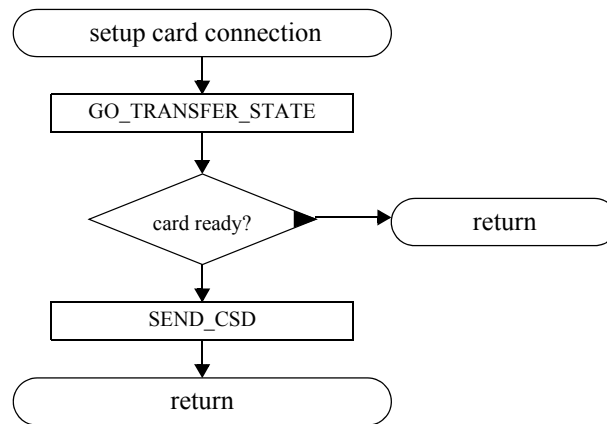 setup card connection
GO_TRANSFER_STATE
card ready?
return
SEND_CSD
return